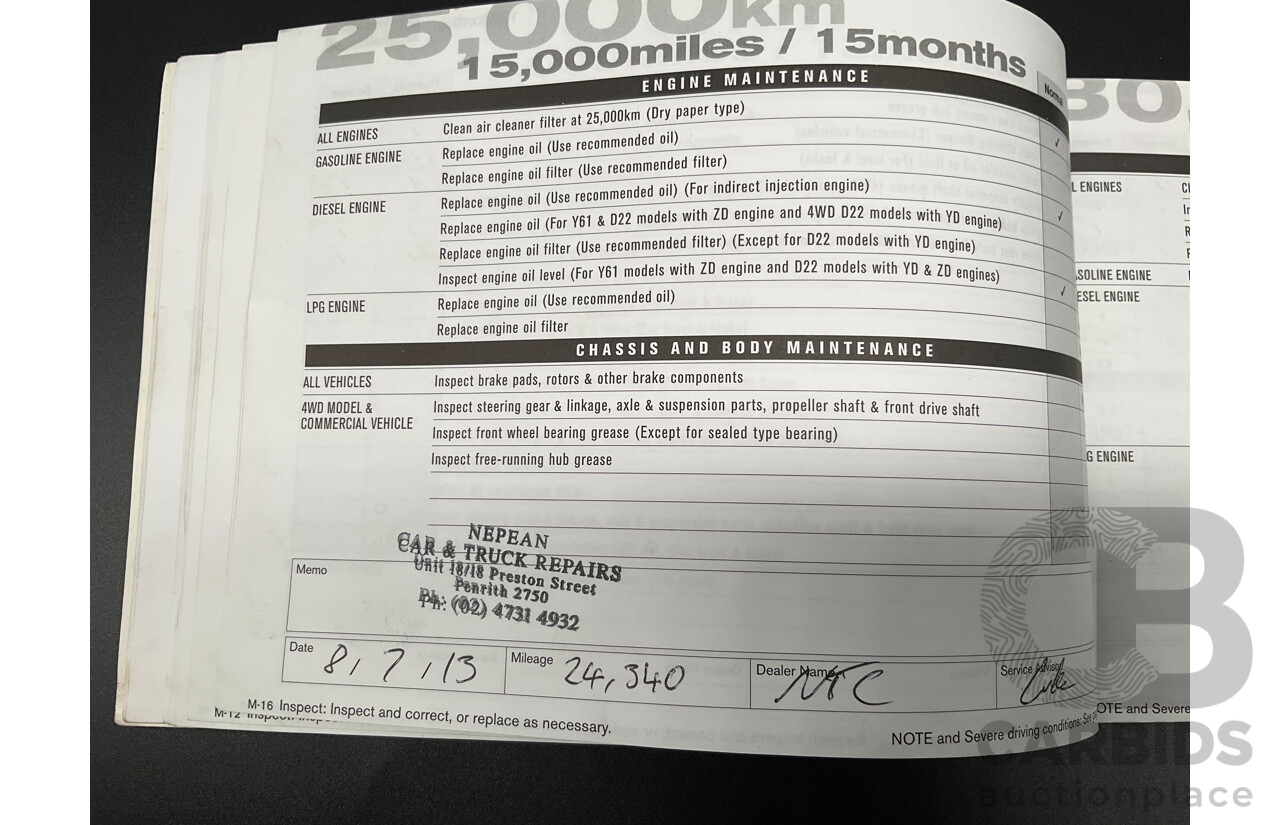 25,000km
15,000miles / 15months
ENGINE MAINTENANCE
Normal
ALL ENGINES Clean air cleaner filter at 25,000km (Dry paper type)
GASOLINE ENGINE Replace engine oil (Use recommended oil) ✓
Replace engine oil filter (Use recommended filter)
DIESEL ENGINE Replace engine oil (Use recommended oil) (For indirect injection engine)
Replace engine oil (For Y61 & D22 models with ZD engine and 4WD D22 models with YD engine) ✓
Replace engine oil filter (Use recommended filter) (Except for D22 models with YD engine)
Inspect engine oil level (For Y61 models with ZD engine and D22 models with YD & ZD engines)
LPG ENGINE Replace engine oil (Use recommended oil) ✓
Replace engine oil filter
CHASSIS AND BODY MAINTENANCE
ALL VEHICLES Inspect brake pads, rotors & other brake components
4WD MODEL & COMMERCIAL VEHICLE Inspect steering gear & linkage, axle & suspension parts, propeller shaft & front drive shaft
Inspect front wheel bearing grease (Except for sealed type bearing)
Inspect free-running hub grease
NEPEAN
CAR & TRUCK REPAIRS
Unit 18/18 Preston Street
Penrith 2750
Ph: (02) 4731 4932
Memo
Date 8, 7, 13 Mileage 24,340 Dealer Name NTC Service Advisor
M-16 Inspect: Inspect and correct, or replace as necessary.
NOTE and Severe driving conditions: See
M-12
L ENGINES
SOLINE ENGINE
ESEL ENGINE
G ENGINE
OTE and Severe
CARBIDS
auctionplace